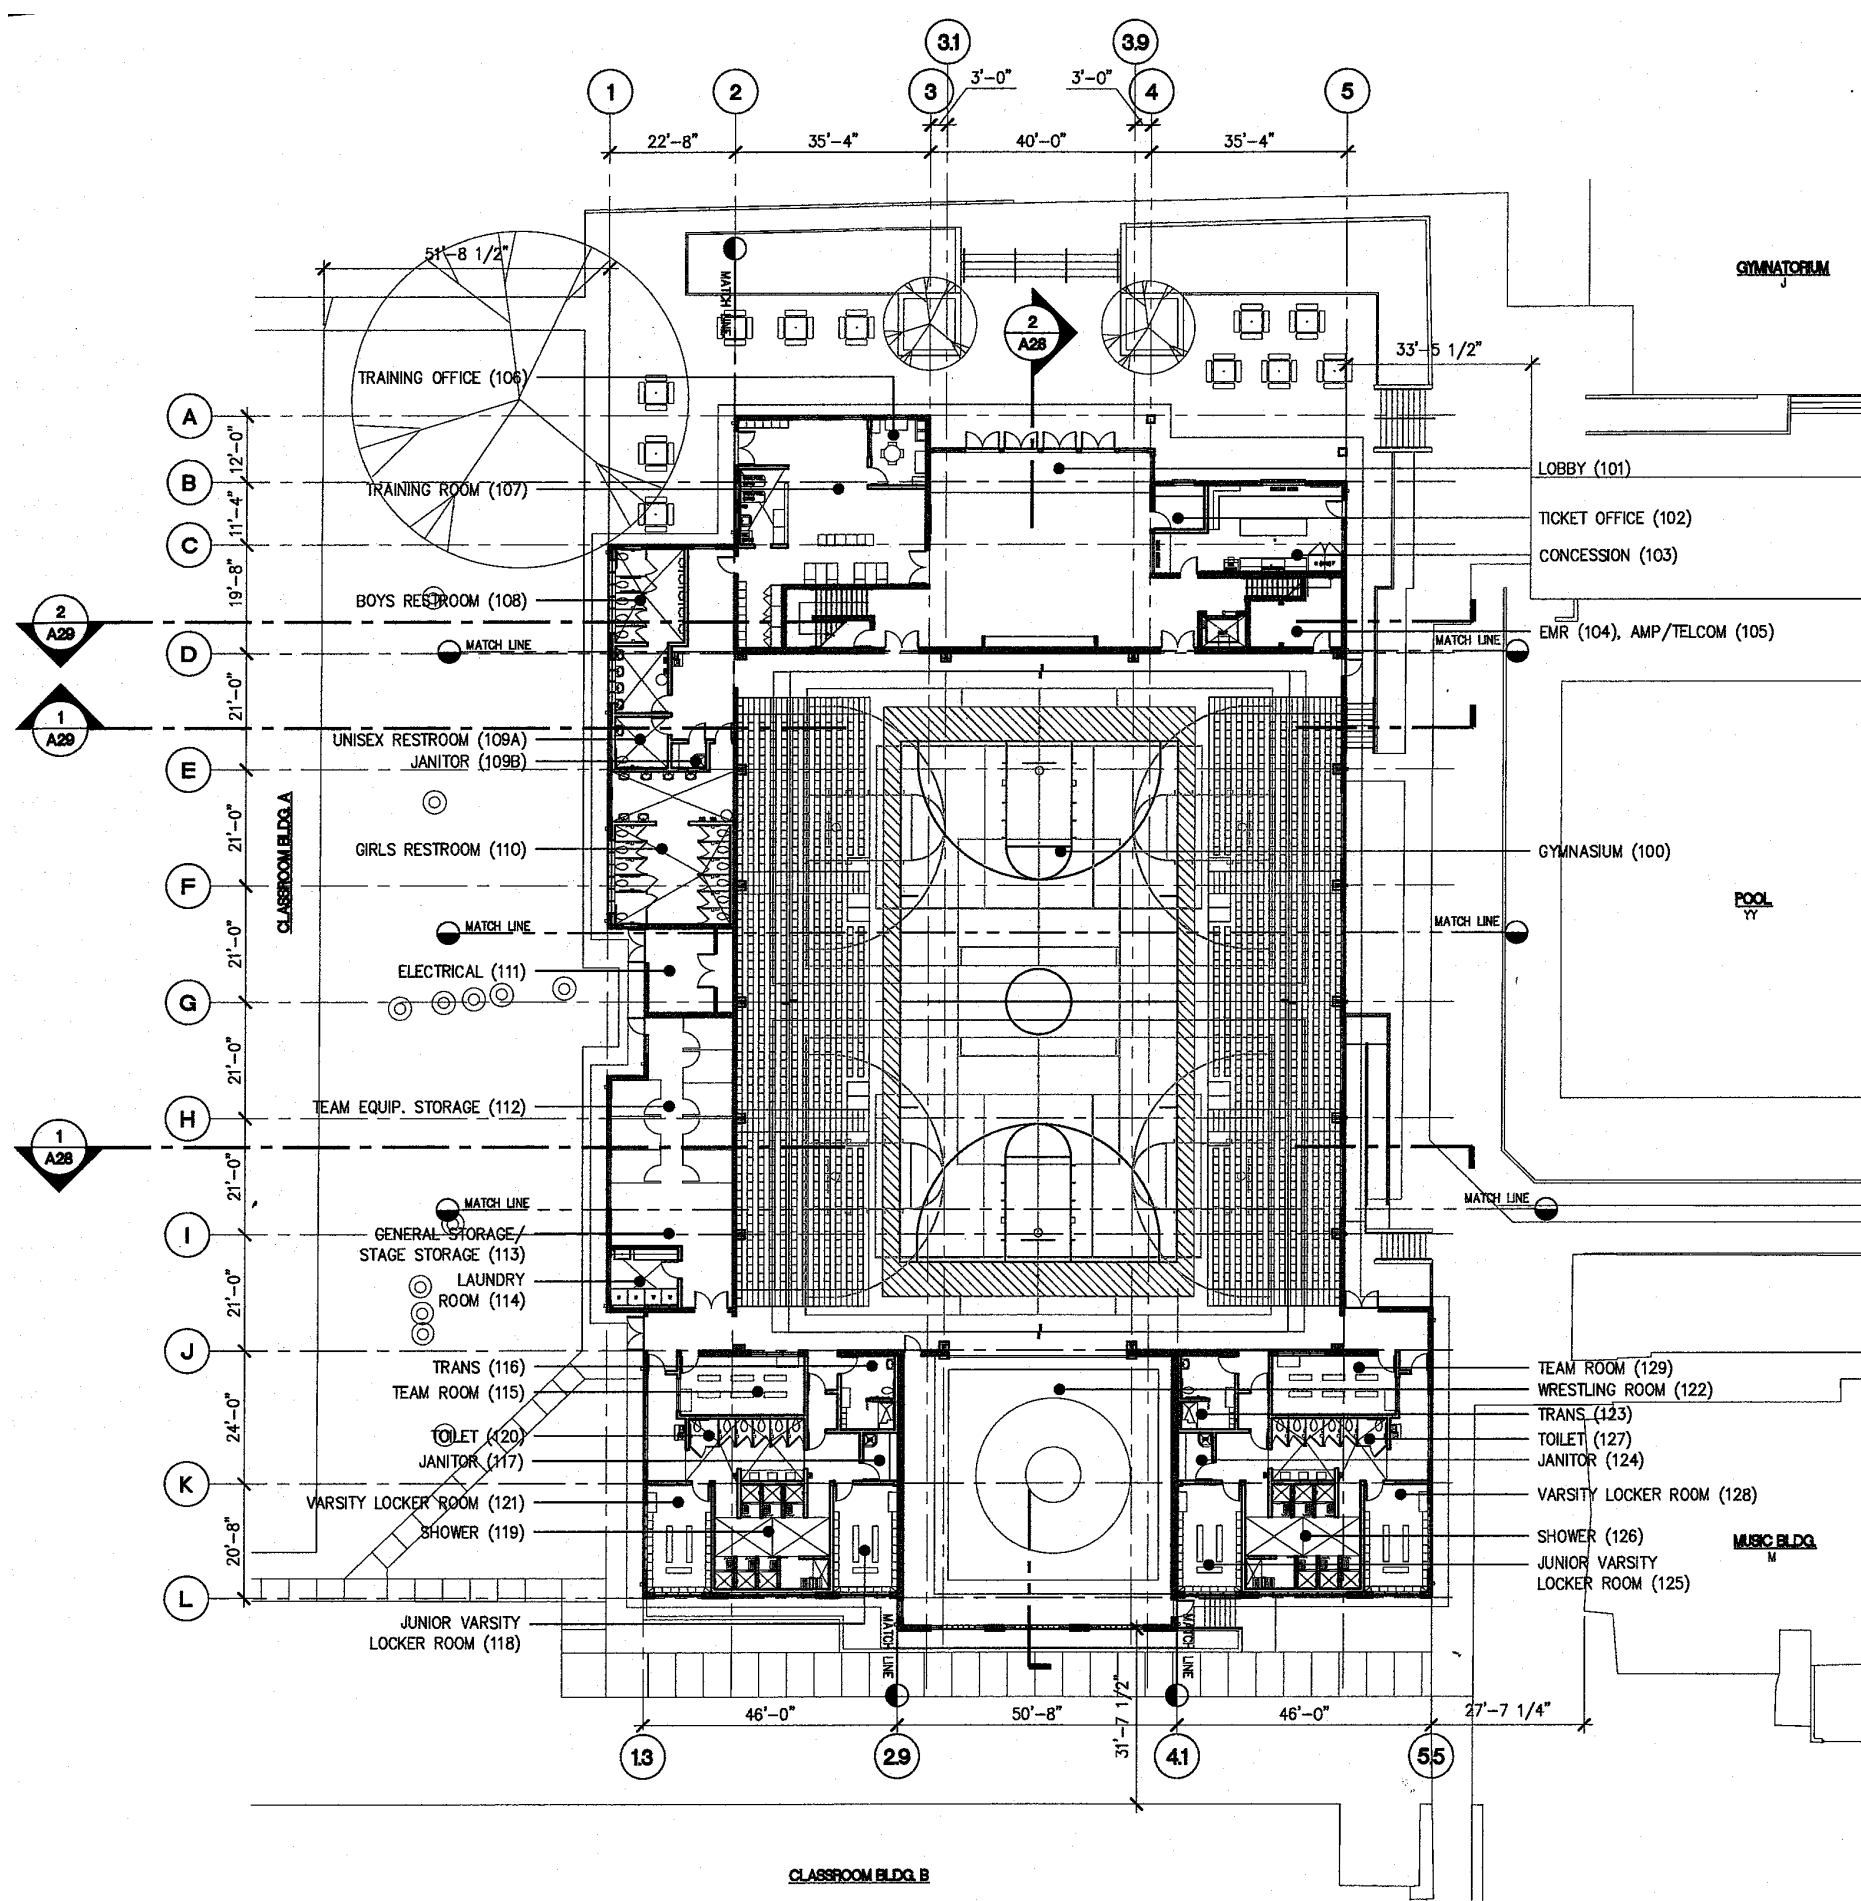 3.1
3.9
1
2
3
3'-0"
3'-0"
4
5
22'-8"
35'-4"
40'-0"
35'-4"
51'-8 1/2"
MATCH LINE
GYMNATORIUM
J
2
A28
33'-5 1/2"
TRAINING OFFICE (106)
A
12'-0"
B
LOBBY (101)
TRAINING ROOM (107)
11'-4"
TICKET OFFICE (102)
C
CONCESSION (103)
19'-8"
BOYS RESTROOM (108)
2
A29
EMR (104), AMP/TELCOM (105)
D
MATCH LINE
MATCH LINE
21'-0"
1
A29
UNISEX RESTROOM (109A)
JANITOR (109B)
E
CLASSROOM BLDG. A
21'-0"
GIRLS RESTROOM (110)
GYMNASIUM (100)
F
POOL
YY
MATCH LINE
MATCH LINE
21'-0"
ELECTRICAL (111)
G
21'-0"
TEAM EQUIP. STORAGE (112)
H
1
A28
21'-0"
MATCH LINE
MATCH LINE
I
GENERAL STORAGE/
STAGE STORAGE (113)
LAUNDRY
ROOM (114)
21'-0"
J
TRANS (116)
TEAM ROOM (129)
TEAM ROOM (115)
WRESTLING ROOM (122)
24'-0"
TRANS (123)
TOILET (120)
TOILET (127)
JANITOR (117)
JANITOR (124)
K
VARSITY LOCKER ROOM (121)
VARSITY LOCKER ROOM (128)
SHOWER (119)
SHOWER (126)
MUSIC BLDG.
M
20'-8"
JUNIOR VARSITY
LOCKER ROOM (125)
L
JUNIOR VARSITY
LOCKER ROOM (118)
MATCH LINE
MATCH LINE
46'-0"
50'-8"
31'-7 1/2"
46'-0"
27'-7 1/4"
1.3
2.9
4.1
5.5
CLASSROOM BLDG. B